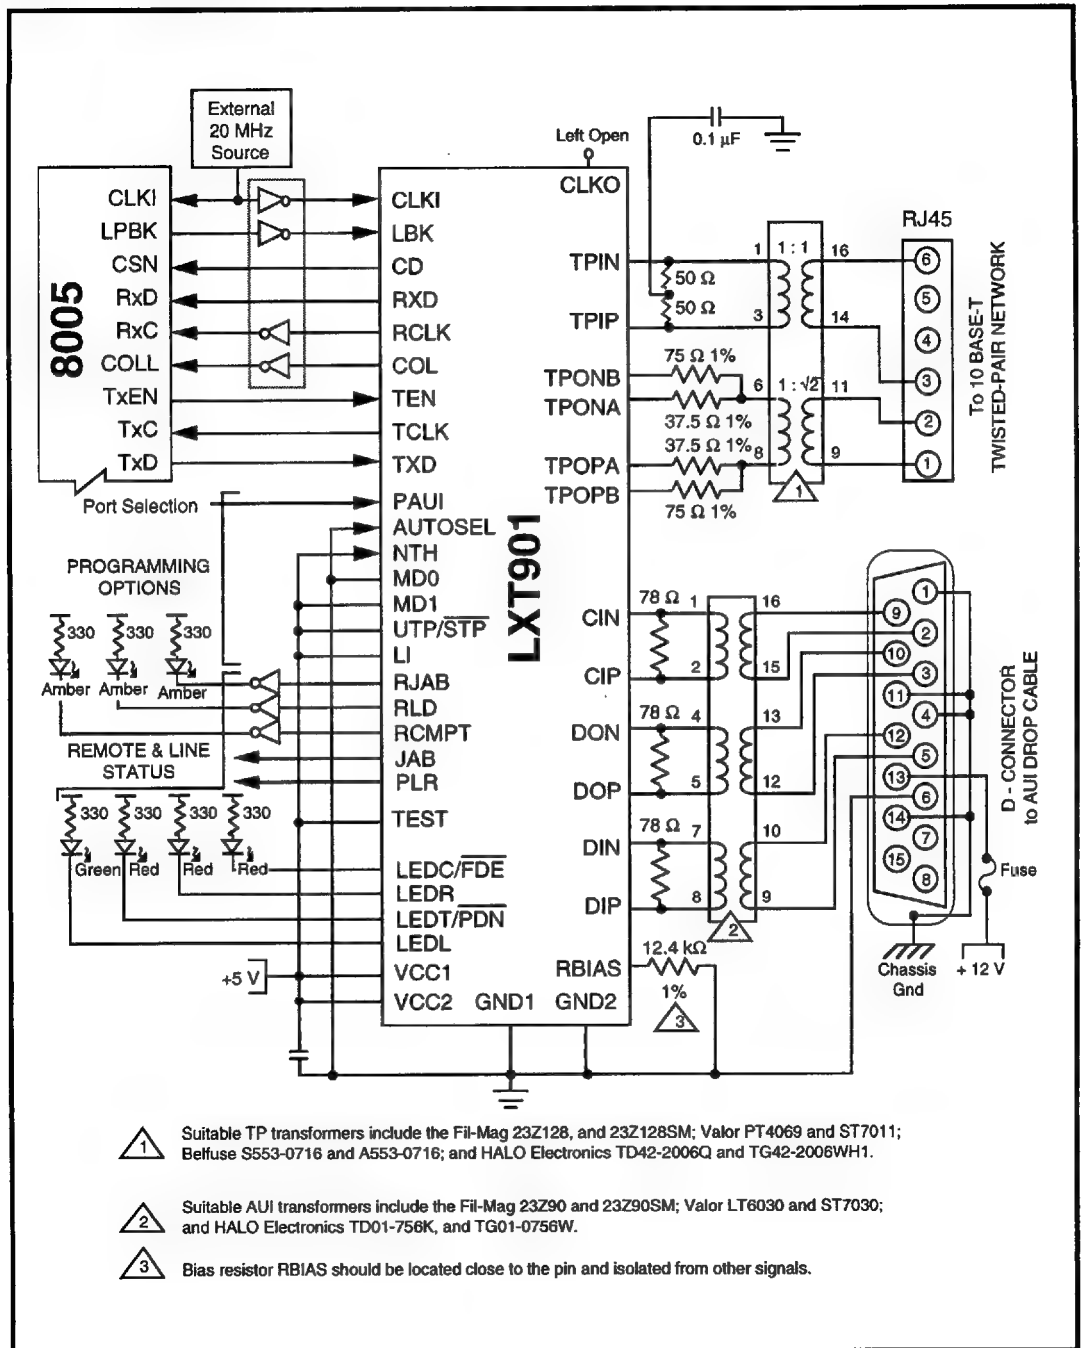 External
20 MHz
Source
Left Open
0.1 µF
CLKO
8005
CLKI
LPBK
CSN
RxD
RxC
COLL
TxEN
TxC
TxD
Port Selection
PROGRAMMING
OPTIONS
330 330 330
Amber Amber Amber
REMOTE & LINE
STATUS
330 330 330 330
Green Red Red Red
+5 V
LXT901
CLKI
LBK
CD
RXD
RCLK
COL
TEN
TCLK
TXD
PAUI
AUTOSEL
NTH
MD0
MD1
UTP/STP
LI
RJAB
RLD
RCMPT
JAB
PLR
TEST
LEDC/FDE
LEDR
LEDT/PDN
LEDL
VCC1
VCC2 GND1 GND2
TPIN
TPIP
TPONB
TPONA
TPOPA
TPOPB
CIN
CIP
DON
DOP
DIN
DIP
RBIAS
50 Ω
50 Ω
75 Ω 1%
37.5 Ω 1%
37.5 Ω 1%
75 Ω 1%
1 1 : 1 16
3 14
6 1 : √2 11
8 9
1
RJ45
6
5
4
3
2
1
To 10 BASE-T
TWISTED-PAIR NETWORK
78 Ω 1 16
2 15
78 Ω 4 13
5 12
78 Ω 7 10
8 9
2
12.4 kΩ
1%
3
1
9
2
10
3
11
4
12
5
13
6
14
7
15
8
D - CONNECTOR
to AUI DROP CABLE
Fuse
Chassis
Gnd
+ 12 V
1 Suitable TP transformers include the Fil-Mag 23Z128, and 23Z128SM; Valor PT4069 and ST7011;
Belfuse S553-0716 and A553-0716; and HALO Electronics TD42-2006Q and TG42-2006WH1.
2 Suitable AUI transformers include the Fil-Mag 23Z90 and 23Z90SM; Valor LT6030 and ST7030;
and HALO Electronics TD01-756K, and TG01-0756W.
3 Bias resistor RBIAS should be located close to the pin and isolated from other signals.